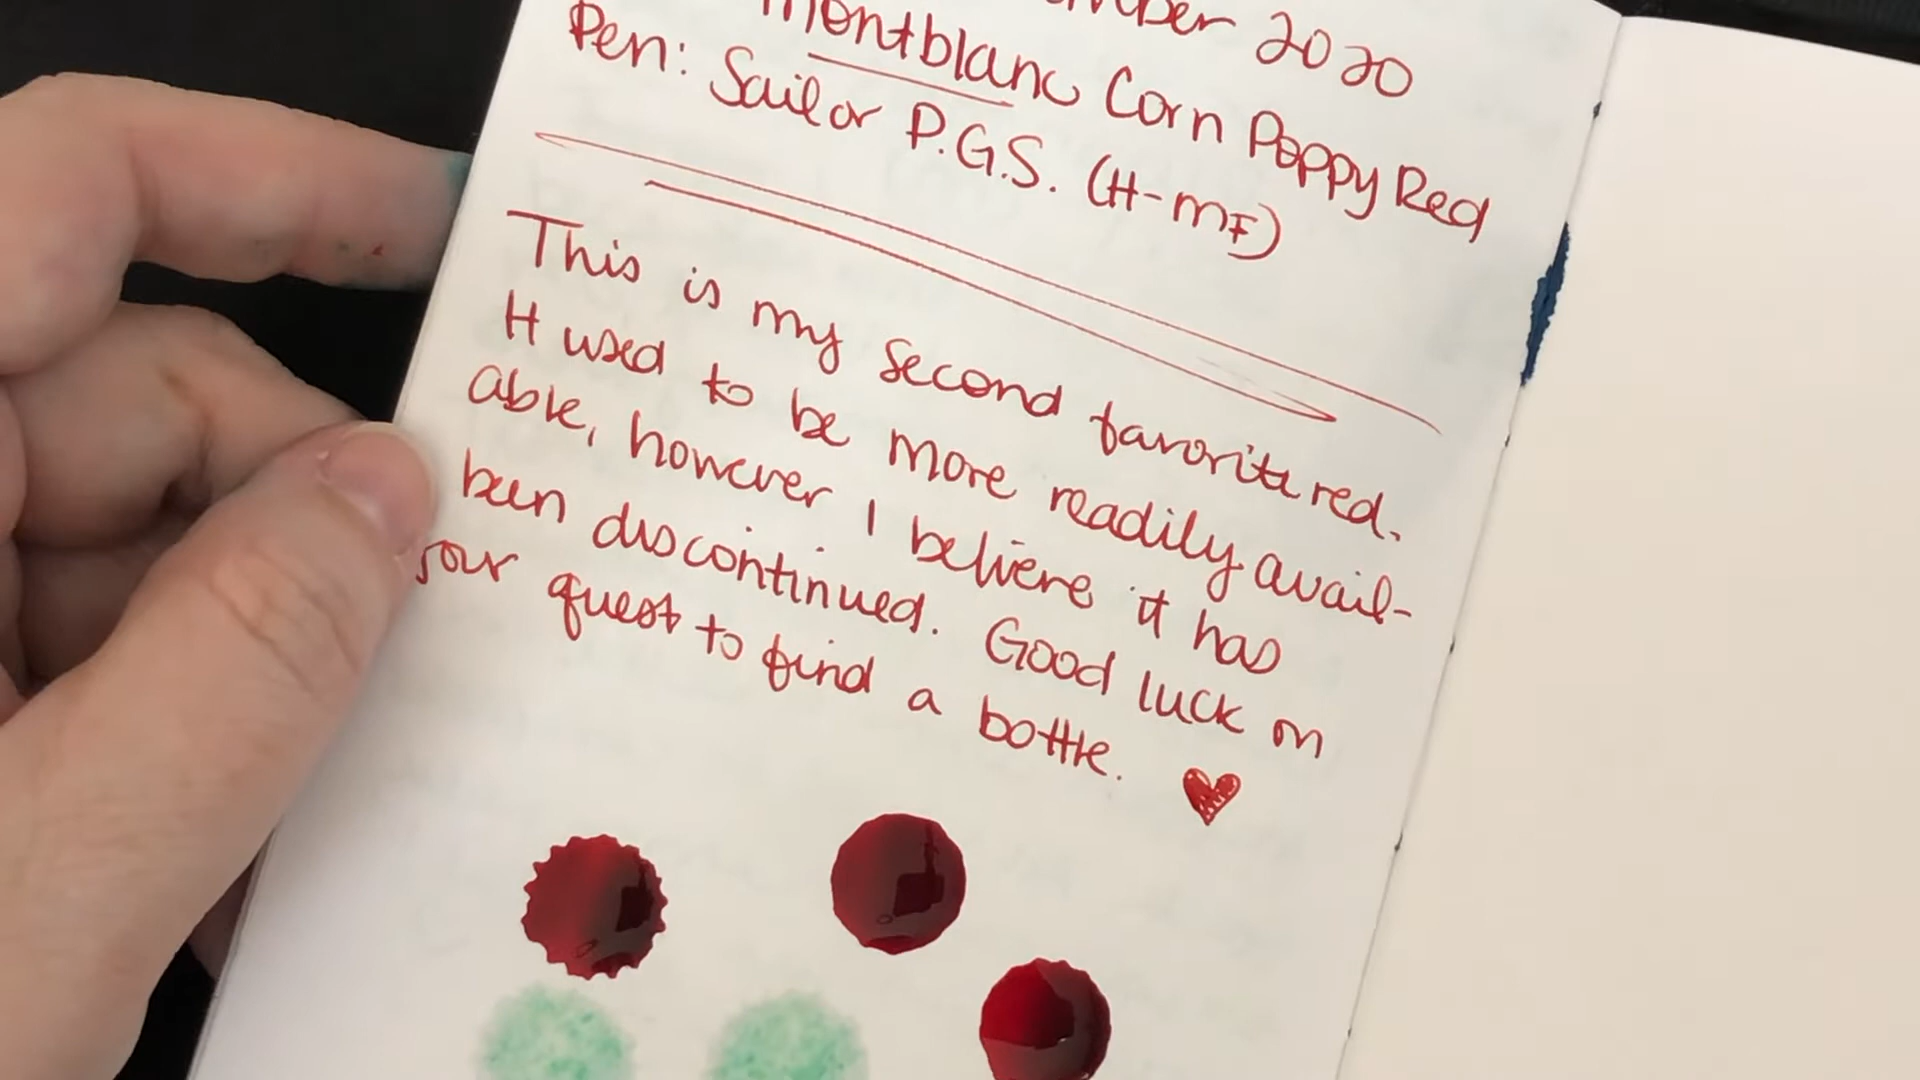 2020
Montblanc Corn Poppy Red
Pen: Sailor P.G.S. (H-MF)
This is my second favorite red.
It used to be more readily avail-
able, however I believe it has
been discontinued. Good luck on
your quest to find a bottle.